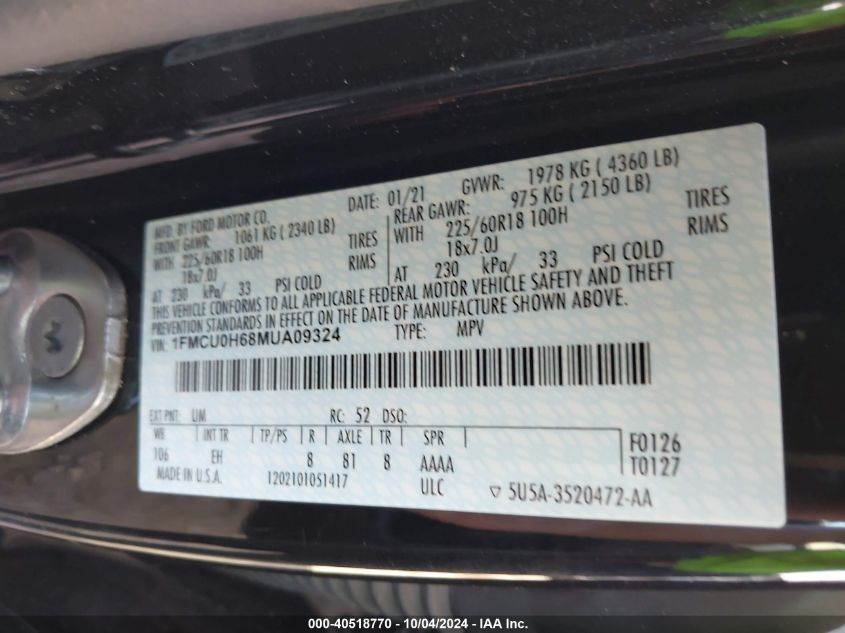 MFD. BY FORD MOTOR CO.
DATE: 01/21 GVWR: 1978 KG ( 4360 LB)
FRONT GAWR: 1061 KG ( 2340 LB) REAR GAWR: 975 KG ( 2150 LB)
WITH 225/60R18 100H TIRES WITH 225/60R18 100H TIRES
18x7.0J RIMS 18x7.0J RIMS
AT 230 kPa/ 33 PSI COLD AT 230 kPa/ 33 PSI COLD
THIS VEHICLE CONFORMS TO ALL APPLICABLE FEDERAL MOTOR VEHICLE SAFETY AND THEFT
PREVENTION STANDARDS IN EFFECT ON THE DATE OF MANUFACTURE SHOWN ABOVE.
VIN: 1FMCU0H68MUA09324 TYPE: MPV
EXT PNT: UM RC: 52 DSO:
WB INT TR TP/PS R AXLE TR SPR F0126
106 EH 8 81 8 AAAA T0127
MADE IN U.S.A. 1202101051417 ULC ▽ 5U5A-3520472-AA
000-40518770 - 10/04/2024 - IAA Inc.